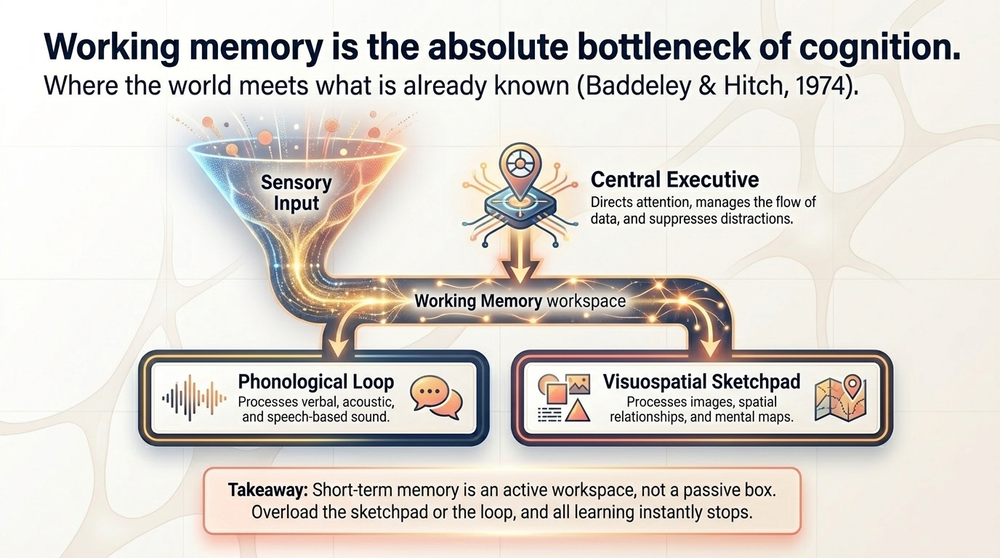 Working memory is the absolute bottleneck of cognition.
Where the world meets what is already known (Baddeley & Hitch, 1974).
Sensory
Input
Central Executive
Directs attention, manages the flow of
data, and suppresses distractions.
Working Memory workspace
Phonological Loop
Processes verbal, acoustic,
and speech-based sound.
Visuospatial Sketchpad
Processes images, spatial
relationships, and mental maps.
Takeaway: Short-term memory is an active workspace, not a passive box.
Overload the sketchpad or the loop, and all learning instantly stops.